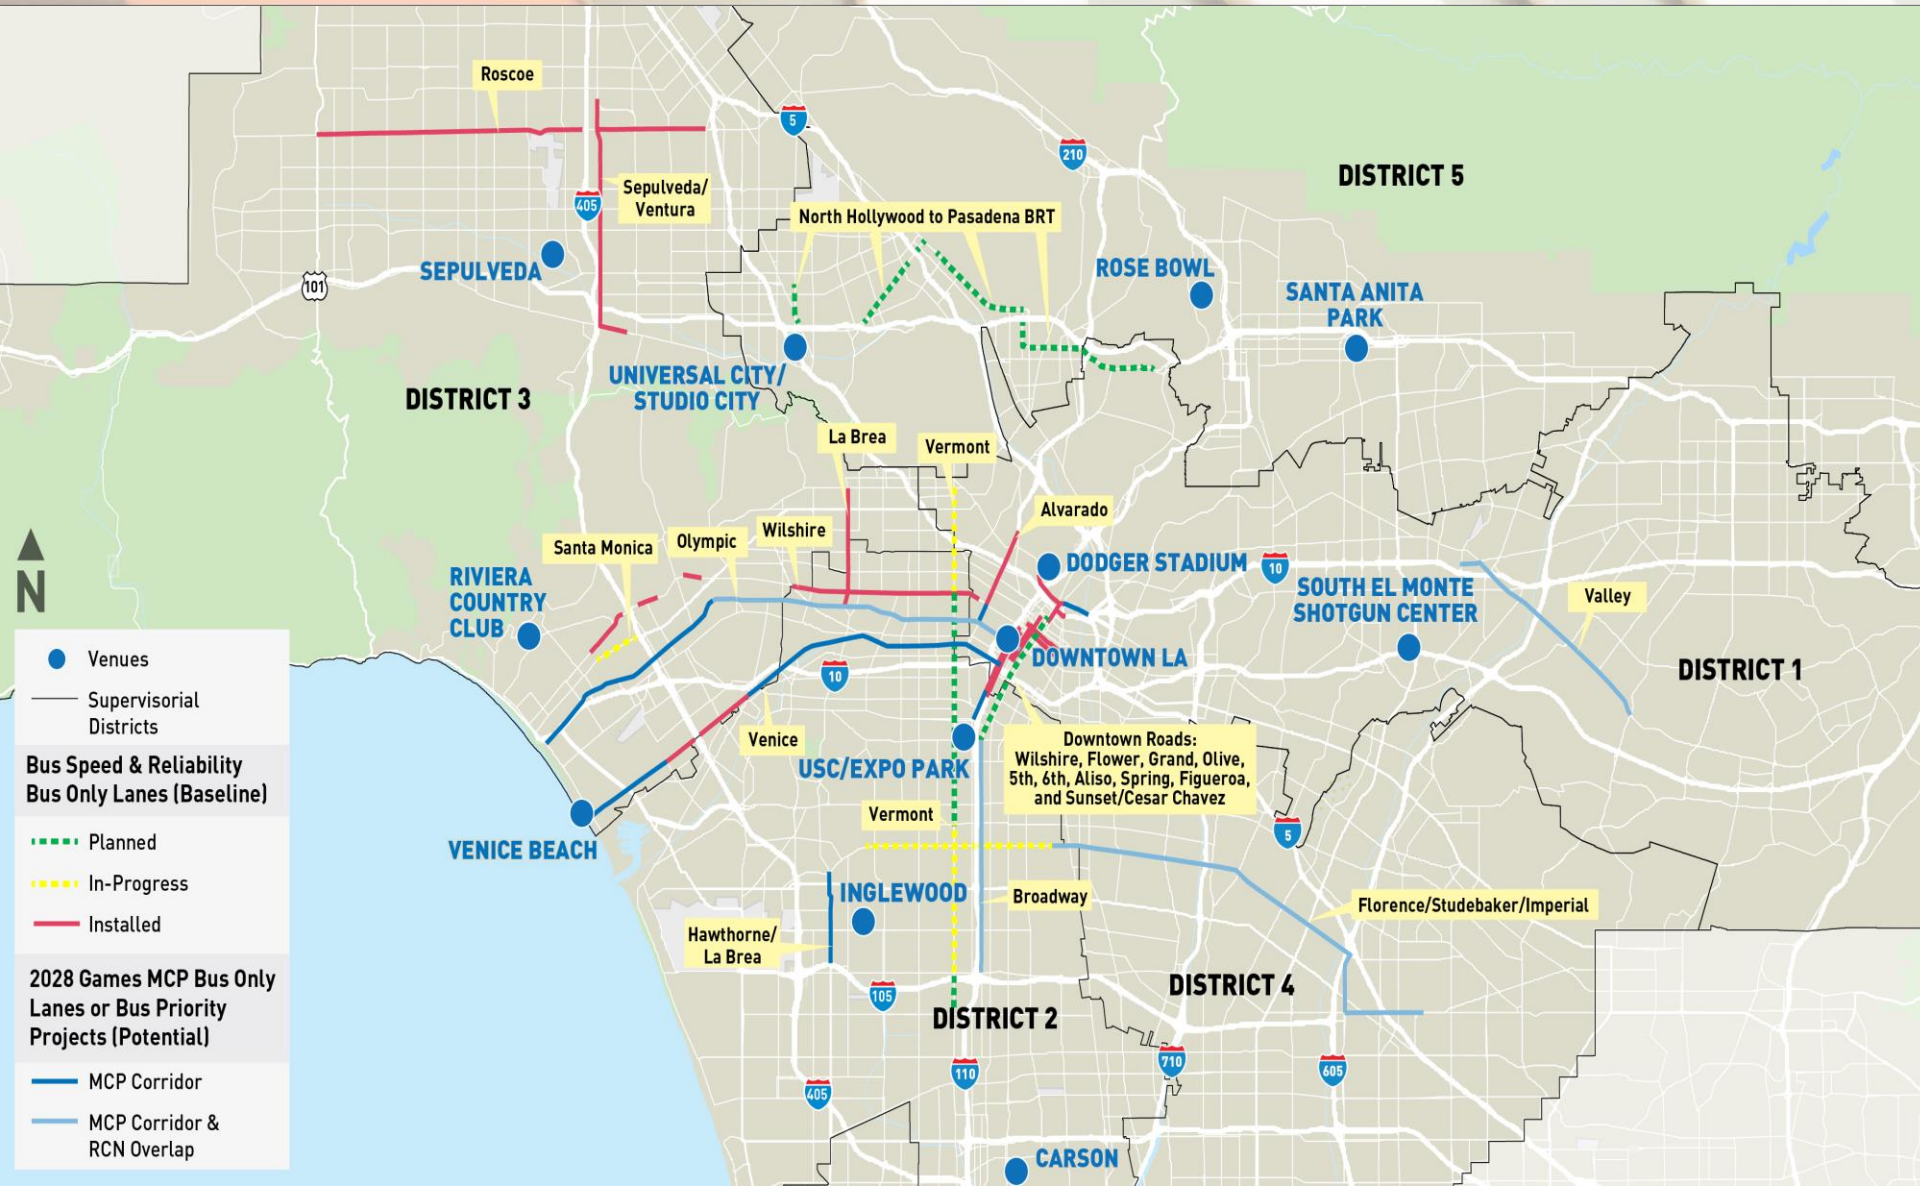 Roscoe
5
210
DISTRICT 5
Sepulveda/
Ventura
405
North Hollywood to Pasadena BRT
SEPULVEDA
101
ROSE BOWL
SANTA ANITA
PARK
UNIVERSAL CITY/
STUDIO CITY
DISTRICT 3
La Brea
Vermont
Alvarado
Wilshire
Olympic
Santa Monica
N
RIVIERA
COUNTRY
CLUB
DODGER STADIUM
10
SOUTH EL MONTE
SHOTGUN CENTER
Valley
DOWNTOWN LA
DISTRICT 1
10
Venice
USC/EXPO PARK
Downtown Roads:
Wilshire, Flower, Grand, Olive,
5th, 6th, Aliso, Spring, Figueroa,
and Sunset/Cesar Chavez
Vermont
5
VENICE BEACH
INGLEWOOD
Broadway
Florence/Studebaker/Imperial
Hawthorne/
La Brea
105
DISTRICT 4
DISTRICT 2
110
710
605
405
CARSON
Venues
Supervisorial
Districts
Bus Speed & Reliability
Bus Only Lanes (Baseline)
Planned
In-Progress
Installed
2028 Games MCP Bus Only
Lanes or Bus Priority
Projects (Potential)
MCP Corridor
MCP Corridor &
RCN Overlap